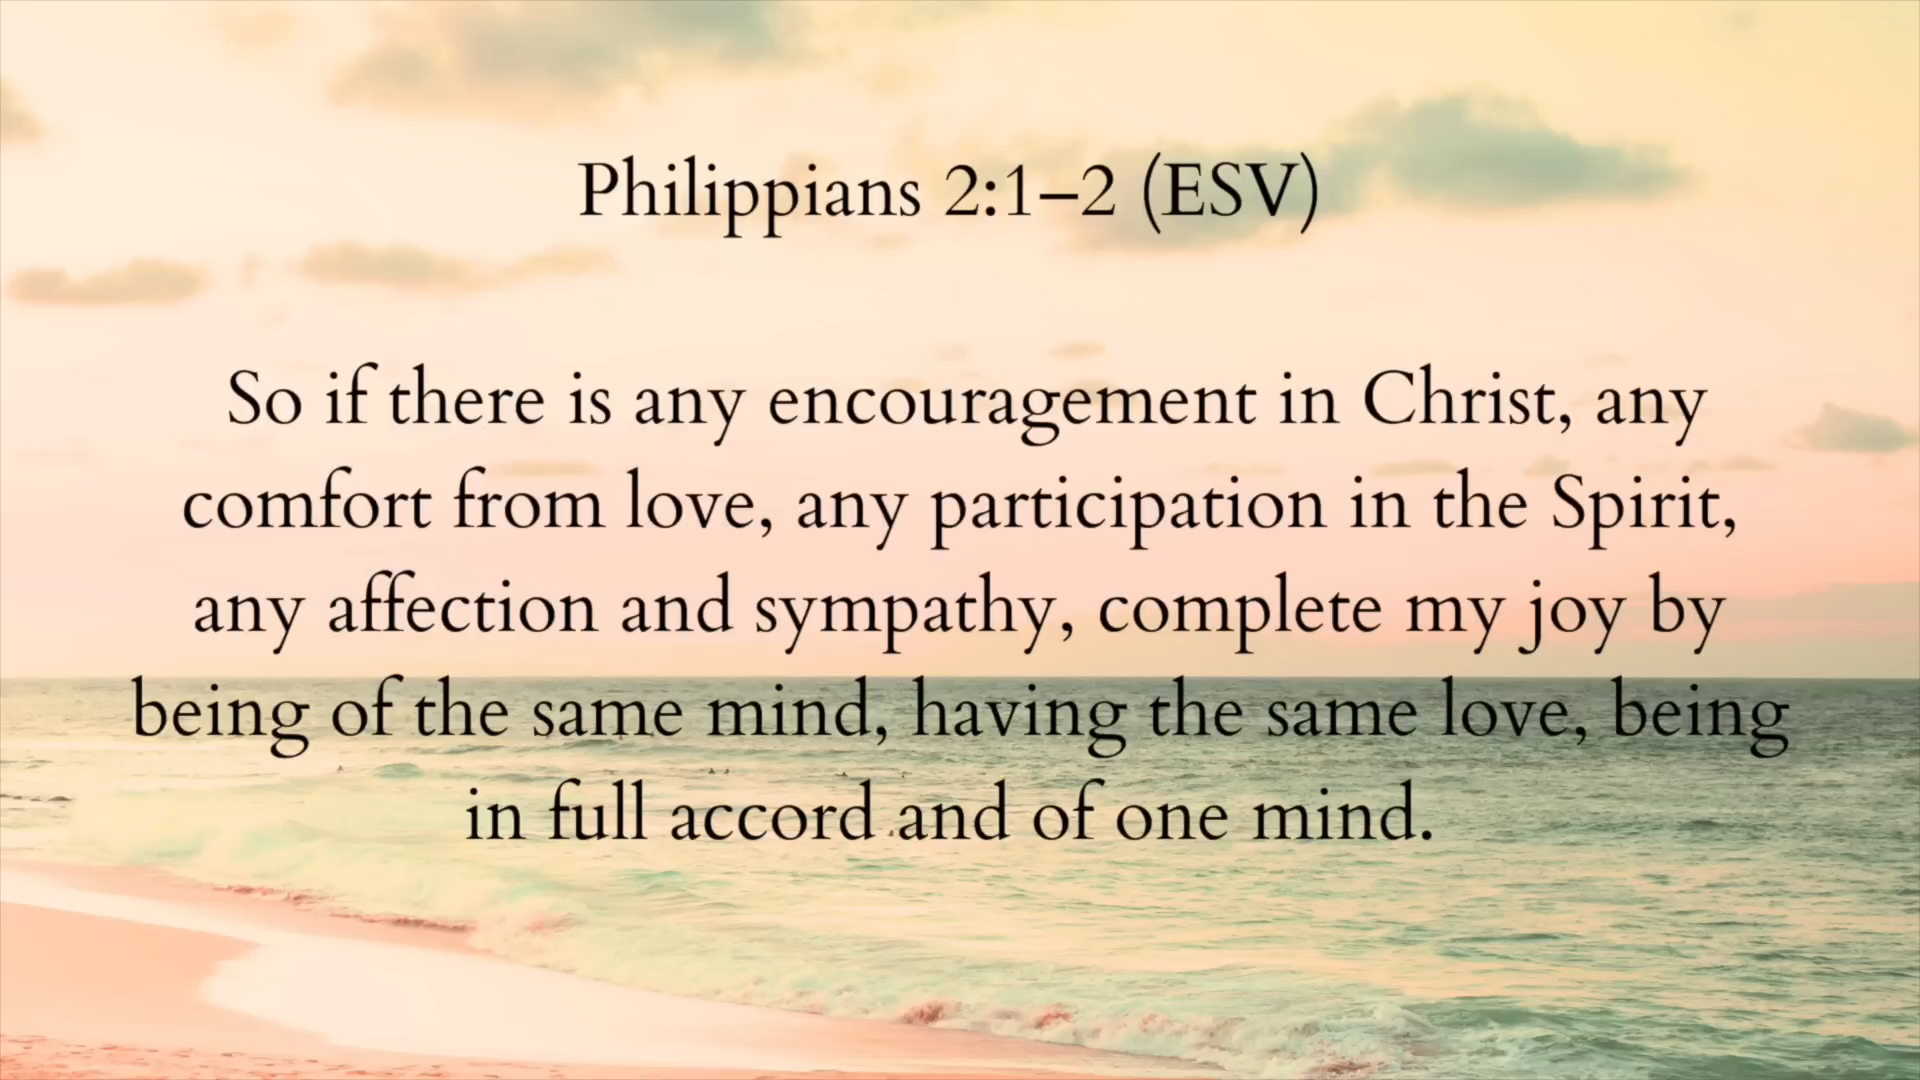 Philippians 2:1–2 (ESV)
So if there is any encouragement in Christ, any
comfort from love, any participation in the Spirit,
any affection and sympathy, complete my joy by
being of the same mind, having the same love, being
in full accord and of one mind.